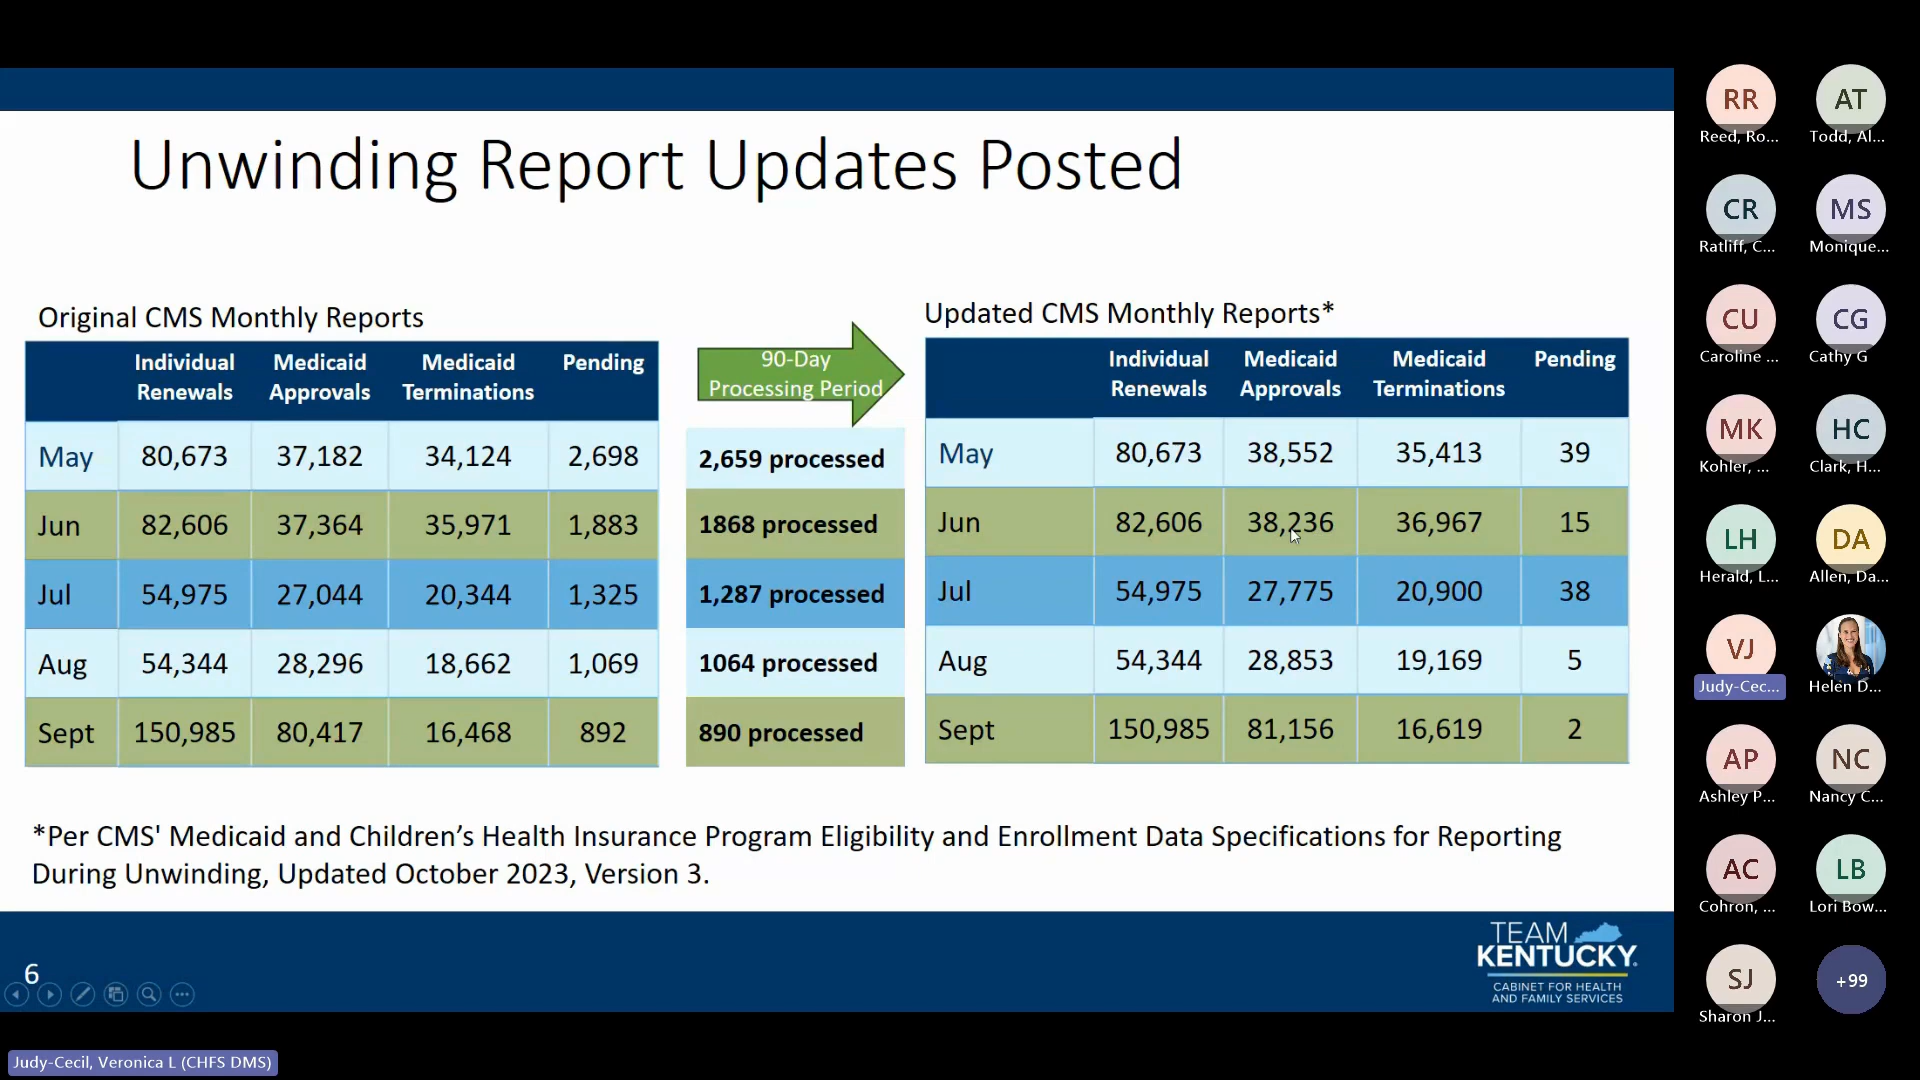 Unwinding Report Updates Posted
Original CMS Monthly Reports
Individual Renewals Medicaid Approvals Medicaid Terminations Pending
May 80,673 37,182 34,124 2,698
Jun 82,606 37,364 35,971 1,883
Jul 54,975 27,044 20,344 1,325
Aug 54,344 28,296 18,662 1,069
Sept 150,985 80,417 16,468 892
90-Day
Processing Period
2,659 processed
1868 processed
1,287 processed
1064 processed
890 processed
Updated CMS Monthly Reports*
Individual Renewals Medicaid Approvals Medicaid Terminations Pending
May 80,673 38,552 35,413 39
Jun 82,606 38,236 36,967 15
Jul 54,975 27,775 20,900 38
Aug 54,344 28,853 19,169 5
Sept 150,985 81,156 16,619 2
*Per CMS' Medicaid and Children’s Health Insurance Program Eligibility and Enrollment Data Specifications for Reporting
During Unwinding, Updated October 2023, Version 3.
6
TEAM
KENTUCKY.
CABINET FOR HEALTH
AND FAMILY SERVICES
Judy-Cecil, Veronica L (CHFS DMS)
RR AT
Reed, Ro... Todd, Al...
CR MS
Ratliff, C... Monique...
CU CG
Caroline ... Cathy G
MK HC
Kohler, ... Clark, H...
LH DA
Herald, L... Allen, Da...
VJ
Judy-Cec... Helen D...
AP NC
Ashley P... Nancy C...
AC LB
Cohron, ... Lori Bow...
SJ +99
Sharon J...